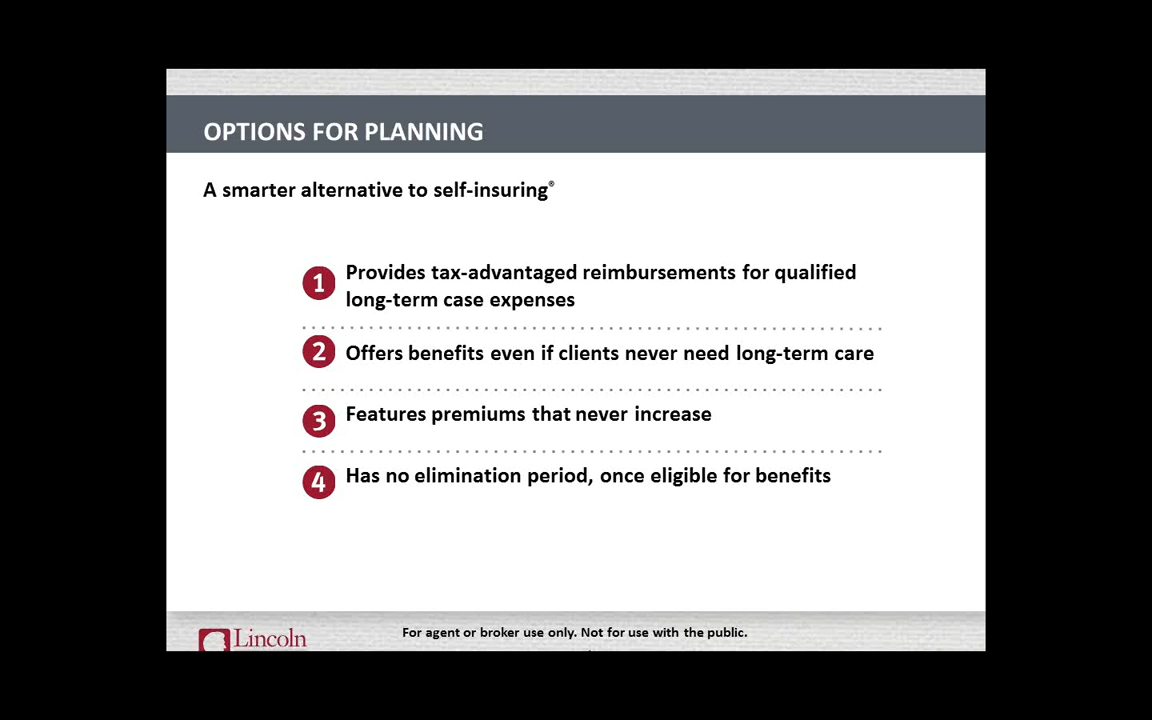 OPTIONS FOR PLANNING
A smarter alternative to self-insuring®
1 Provides tax-advantaged reimbursements for qualified
long-term case expenses
2 Offers benefits even if clients never need long-term care
3 Features premiums that never increase
4 Has no elimination period, once eligible for benefits
Lincoln
For agent or broker use only. Not for use with the public.